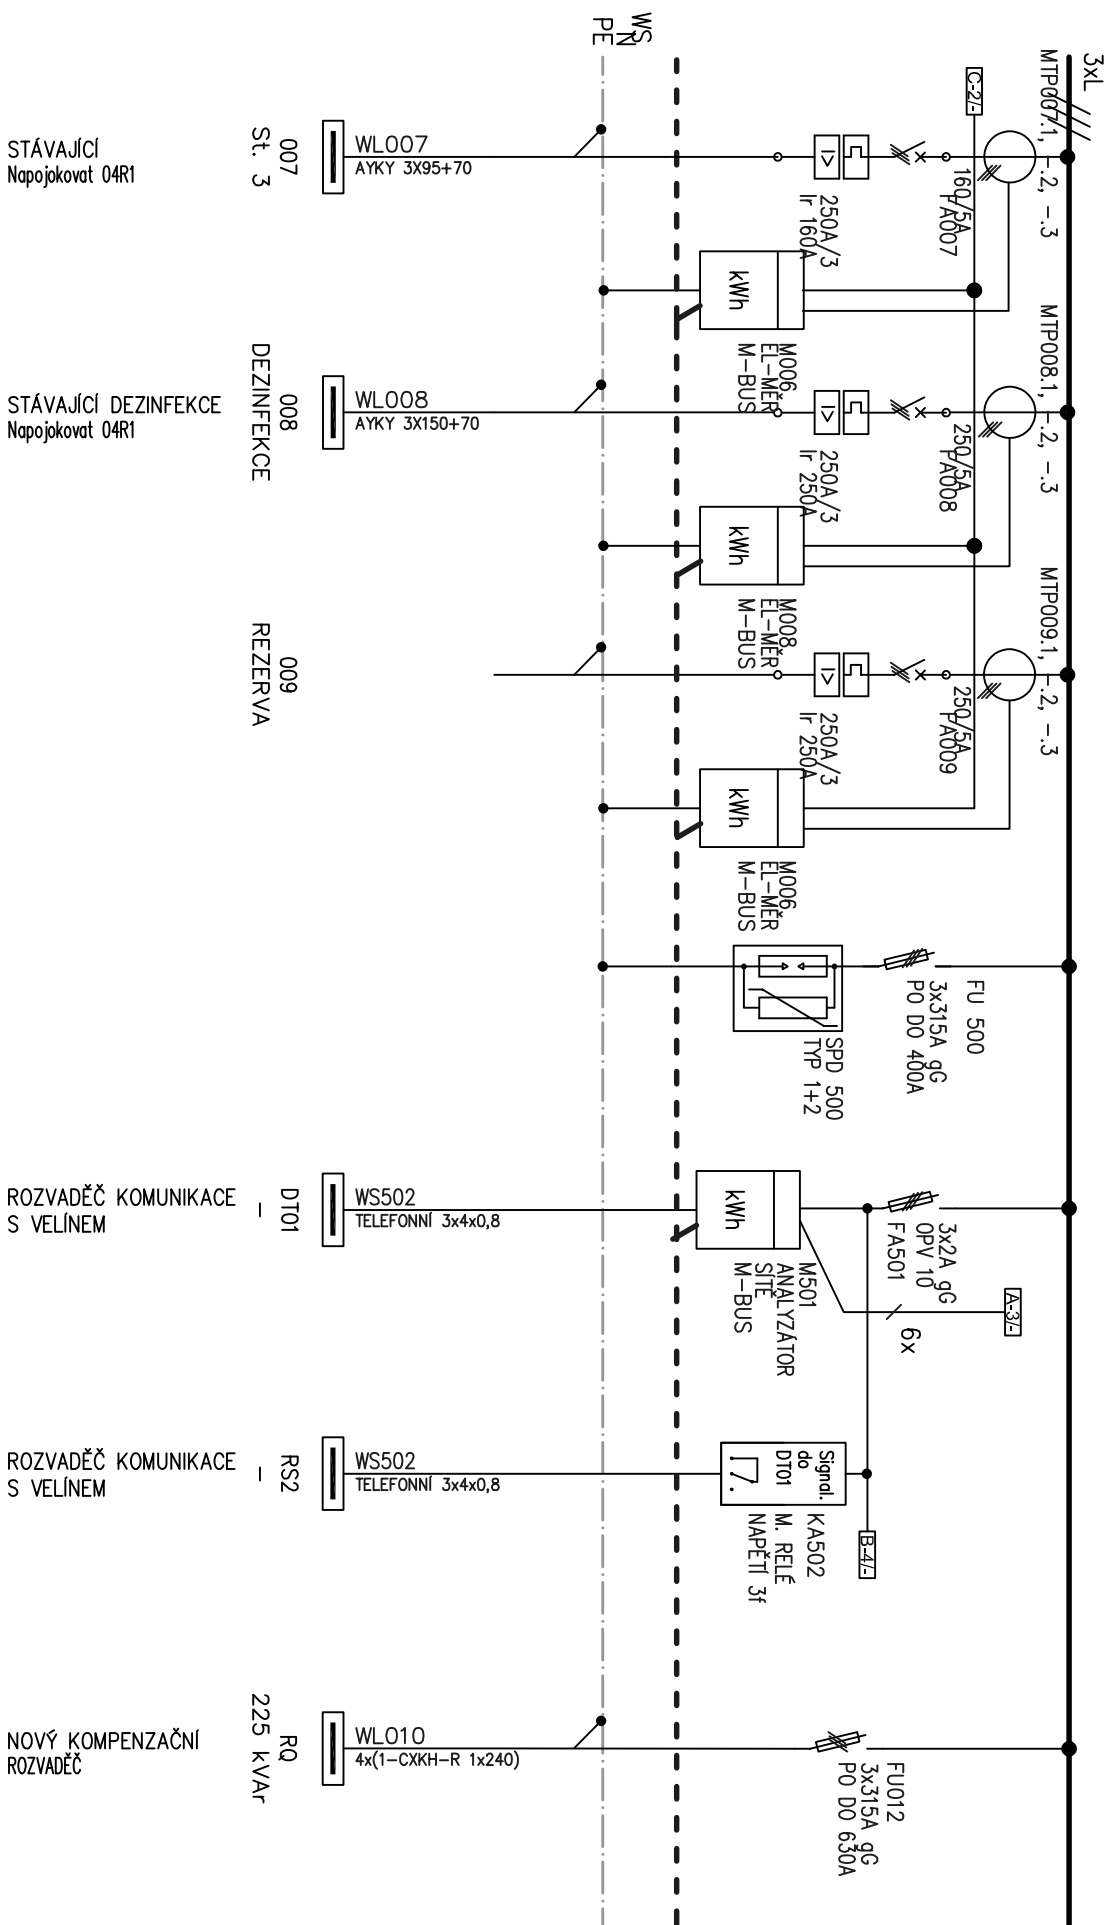 3xL
WS
N
PE
MTP007.1, -.2, -.3
C-2/-
160/5A
FA007
250A/3
Ir 160A
I>
kWh
M006
EL-MĚR
M-BUS
WL007
AYKY 3X95+70
007
St. 3
STÁVAJÍCÍ
Napojokovat 04R1
MTP008.1, -.2, -.3
250/5A
FA008
250A/3
Ir 250A
I>
kWh
M008
EL-MĚR
M-BUS
WL008
AYKY 3X150+70
008
DEZINFEKCE
STÁVAJÍCÍ DEZINFEKCE
Napojokovat 04R1
MTP009.1, -.2, -.3
250/5A
FA009
250A/3
Ir 250A
I>
kWh
M006
EL-MĚR
M-BUS
009
REZERVA
FU 500
3x315A gG
PO DO 400A
SPD 500
TYP 1+2
3x2A gG
OPV 10
FA501
A-3/-
6x
kWh
M501
ANALYZÁTOR
SÍTĚ
M-BUS
WS502
TELEFONNÍ 3x4x0,8
DT01
-
ROZVADĚČ KOMUNIKACE
S VELÍNEM
B-4/-
Signal.
do
DT01
KA502
M. RELÉ
NAPĚTÍ 3f
WS502
TELEFONNÍ 3x4x0,8
RS2
-
ROZVADĚČ KOMUNIKACE
S VELÍNEM
FU012
3x315A gG
PO DO 630A
WL010
4x(1-CXKH-R 1x240)
RQ
225 kVAr
NOVÝ KOMPENZAČNÍ
ROZVADĚČ